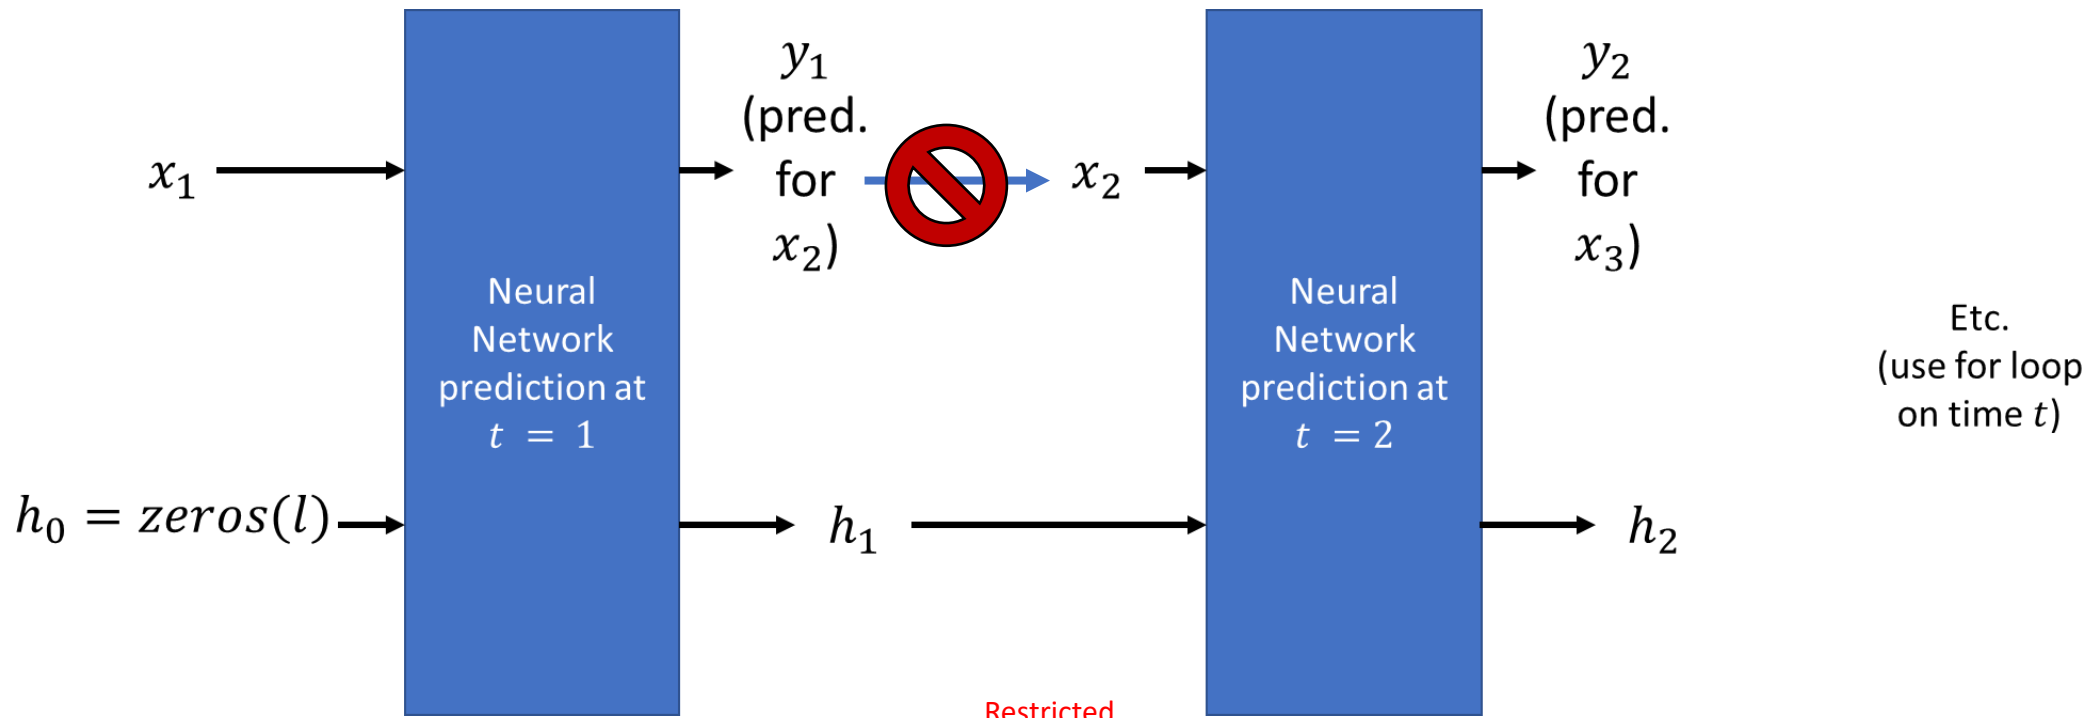 x₁
h₀ = zeros(l)
Neural
Network
prediction at
t = 1
y₁
(pred.
for
x₂)
h₁
x₂
Neural
Network
prediction at
t = 2
y₂
(pred.
for
x₃)
h₂
Etc.
(use for loop
on time t)
Restricted